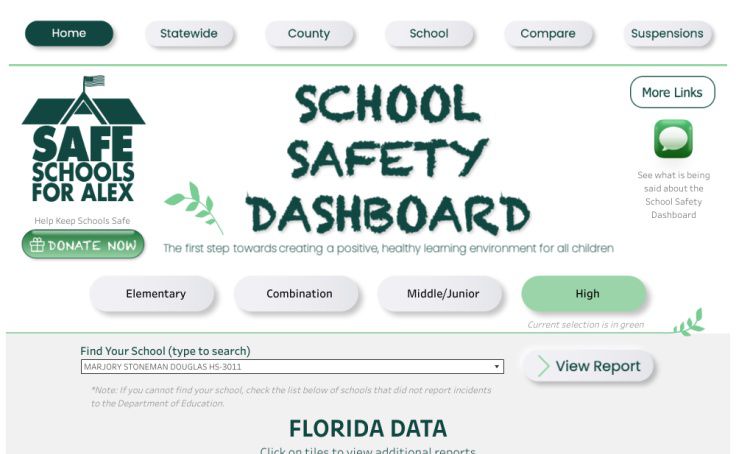 Home Statewide County School Compare Suspensions
SAFE
SCHOOLS
FOR ALEX
Help Keep Schools Safe
DONATE NOW
SCHOOL
SAFETY
DASHBOARD
The first step towards creating a positive, healthy learning environment for all children
More Links
See what is being
said about the
School Safety
Dashboard
Elementary Combination Middle/Junior High
Current selection is in green
Find Your School (type to search)
MARJORY STONEMAN DOUGLAS HS-3011
View Report
*Note: If you cannot find your school, check the list below of schools that did not report incidents
to the Department of Education.
FLORIDA DATA
Click on tiles to view additional reports